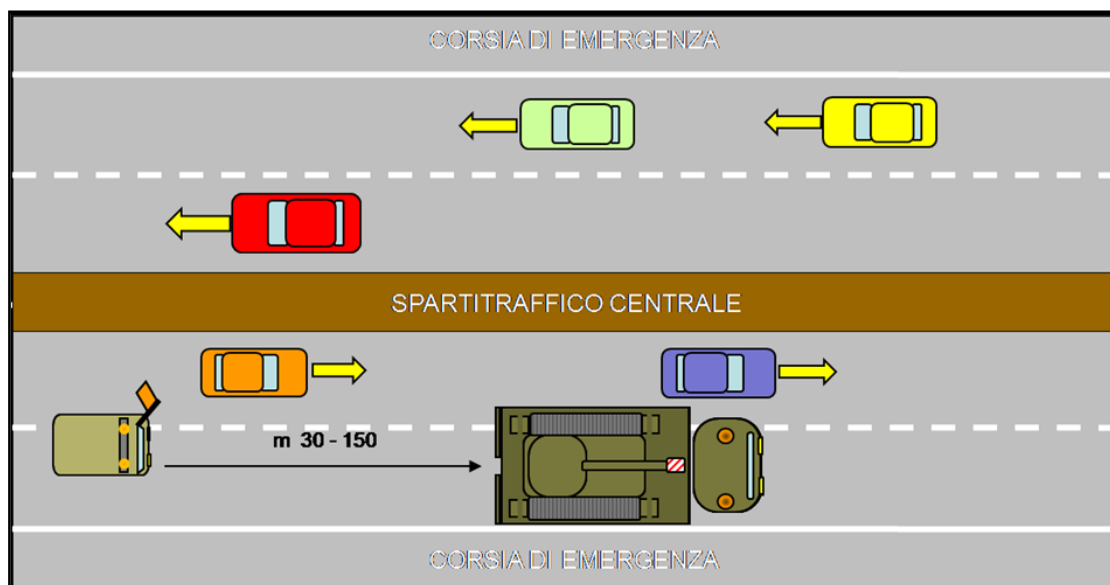 CORSIA DI EMERGENZA
SPARTITRAFFICO CENTRALE
m 30 - 150
CORSIA DI EMERGENZA